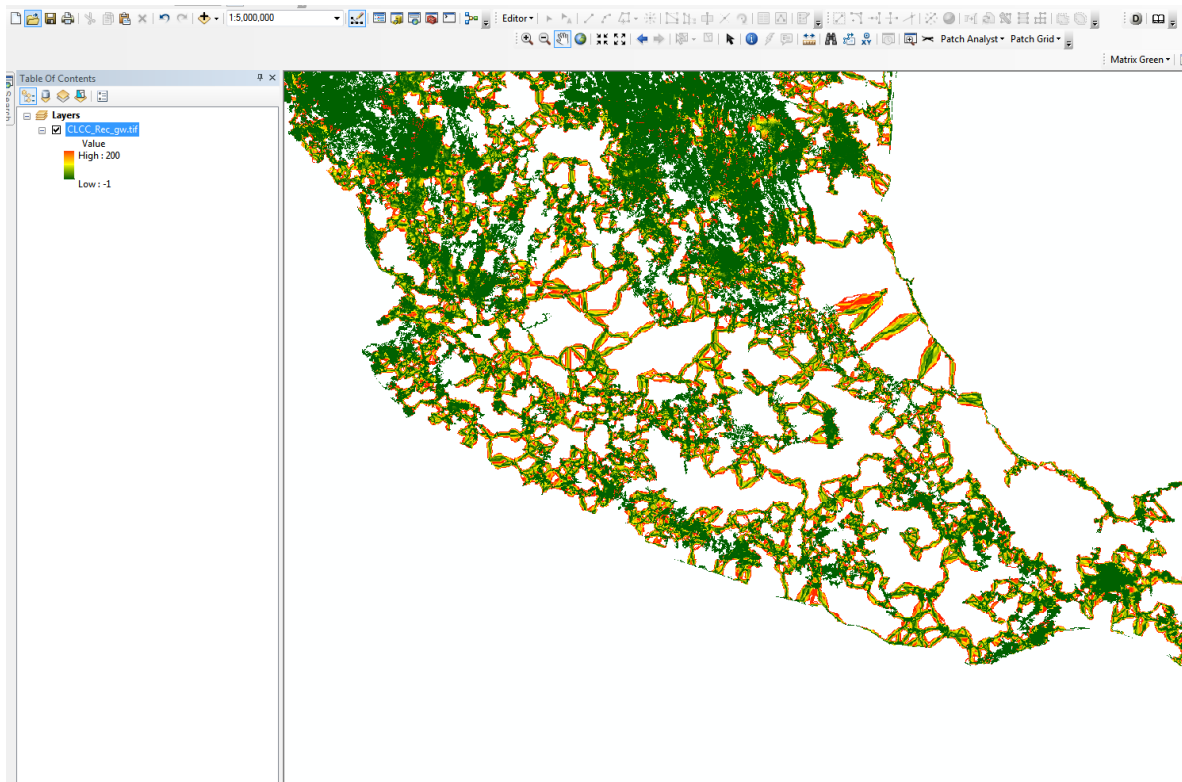 1:5,000,000
Editor
Patch Analyst
Patch Grid
Matrix Green
Table Of Contents
Search
Layers
CLCC_Rec_gw.tif
Value
High : 200
Low : -1